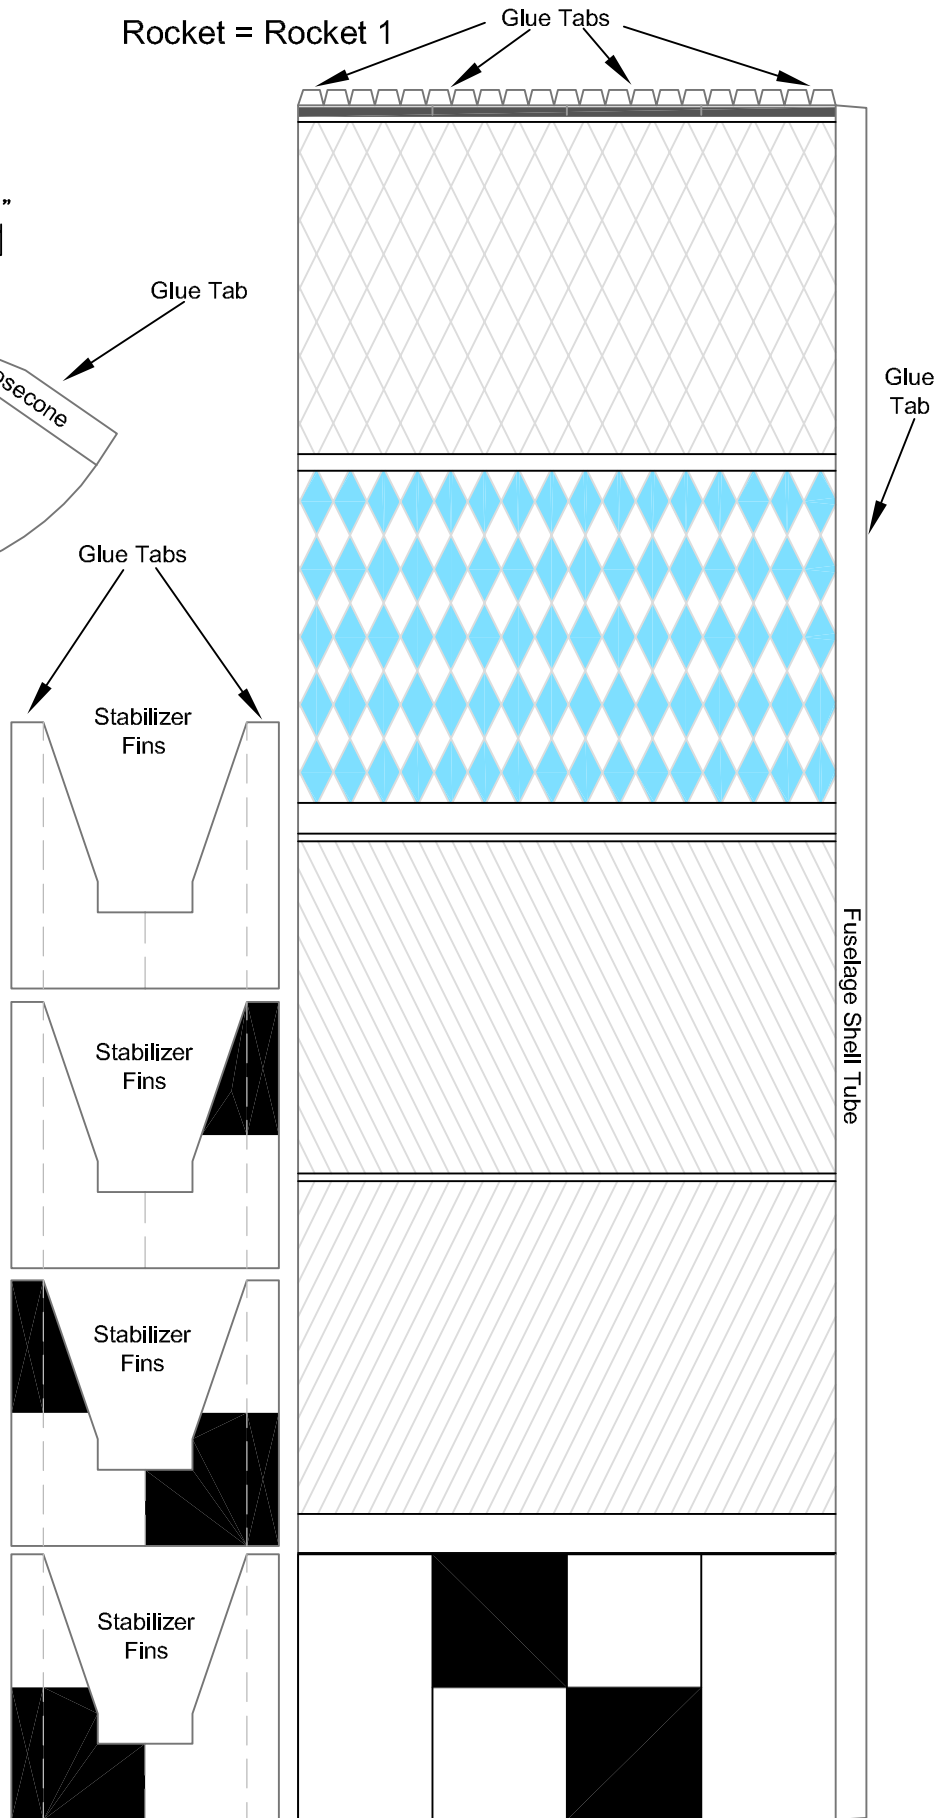 Rocket = Rocket 1
Glue Tabs
”
Glue Tab
osecone
Glue
Tab
Glue Tabs
Stabilizer
Fins
Fuselage Shell Tube
Stabilizer
Fins
Stabilizer
Fins
Stabilizer
Fins